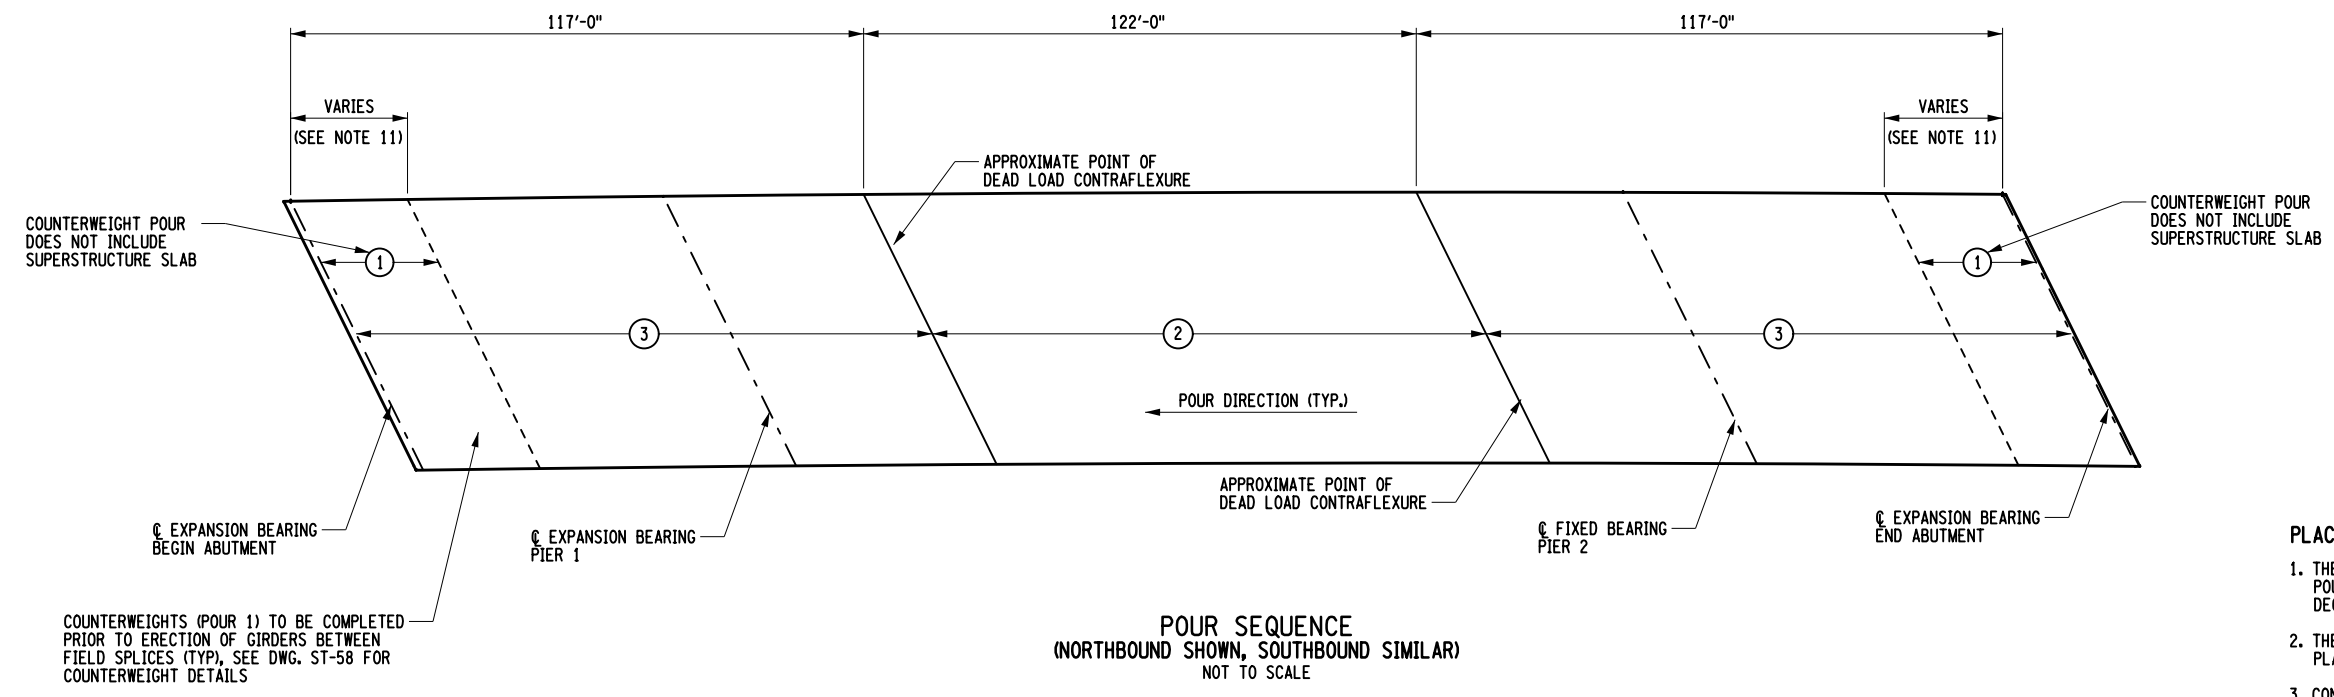 117'-0"
122'-0"
117'-0"
VARIES
(SEE NOTE 11)
VARIES
(SEE NOTE 11)
APPROXIMATE POINT OF
DEAD LOAD CONTRAFLEXURE
COUNTERWEIGHT POUR
DOES NOT INCLUDE
SUPERSTRUCTURE SLAB
1
1
COUNTERWEIGHT POUR
DOES NOT INCLUDE
SUPERSTRUCTURE SLAB
3
2
3
POUR DIRECTION (TYP.)
APPROXIMATE POINT OF
DEAD LOAD CONTRAFLEXURE
℄ EXPANSION BEARING
BEGIN ABUTMENT
℄ EXPANSION BEARING
PIER 1
℄ FIXED BEARING
PIER 2
℄ EXPANSION BEARING
END ABUTMENT
COUNTERWEIGHTS (POUR 1) TO BE COMPLETED
PRIOR TO ERECTION OF GIRDERS BETWEEN
FIELD SPLICES (TYP), SEE DWG. ST-58 FOR
COUNTERWEIGHT DETAILS
POUR SEQUENCE
(NORTHBOUND SHOWN, SOUTHBOUND SIMILAR)
NOT TO SCALE
PLAC
1. THE
POU
DEC
2. THE
PLA
3. CON